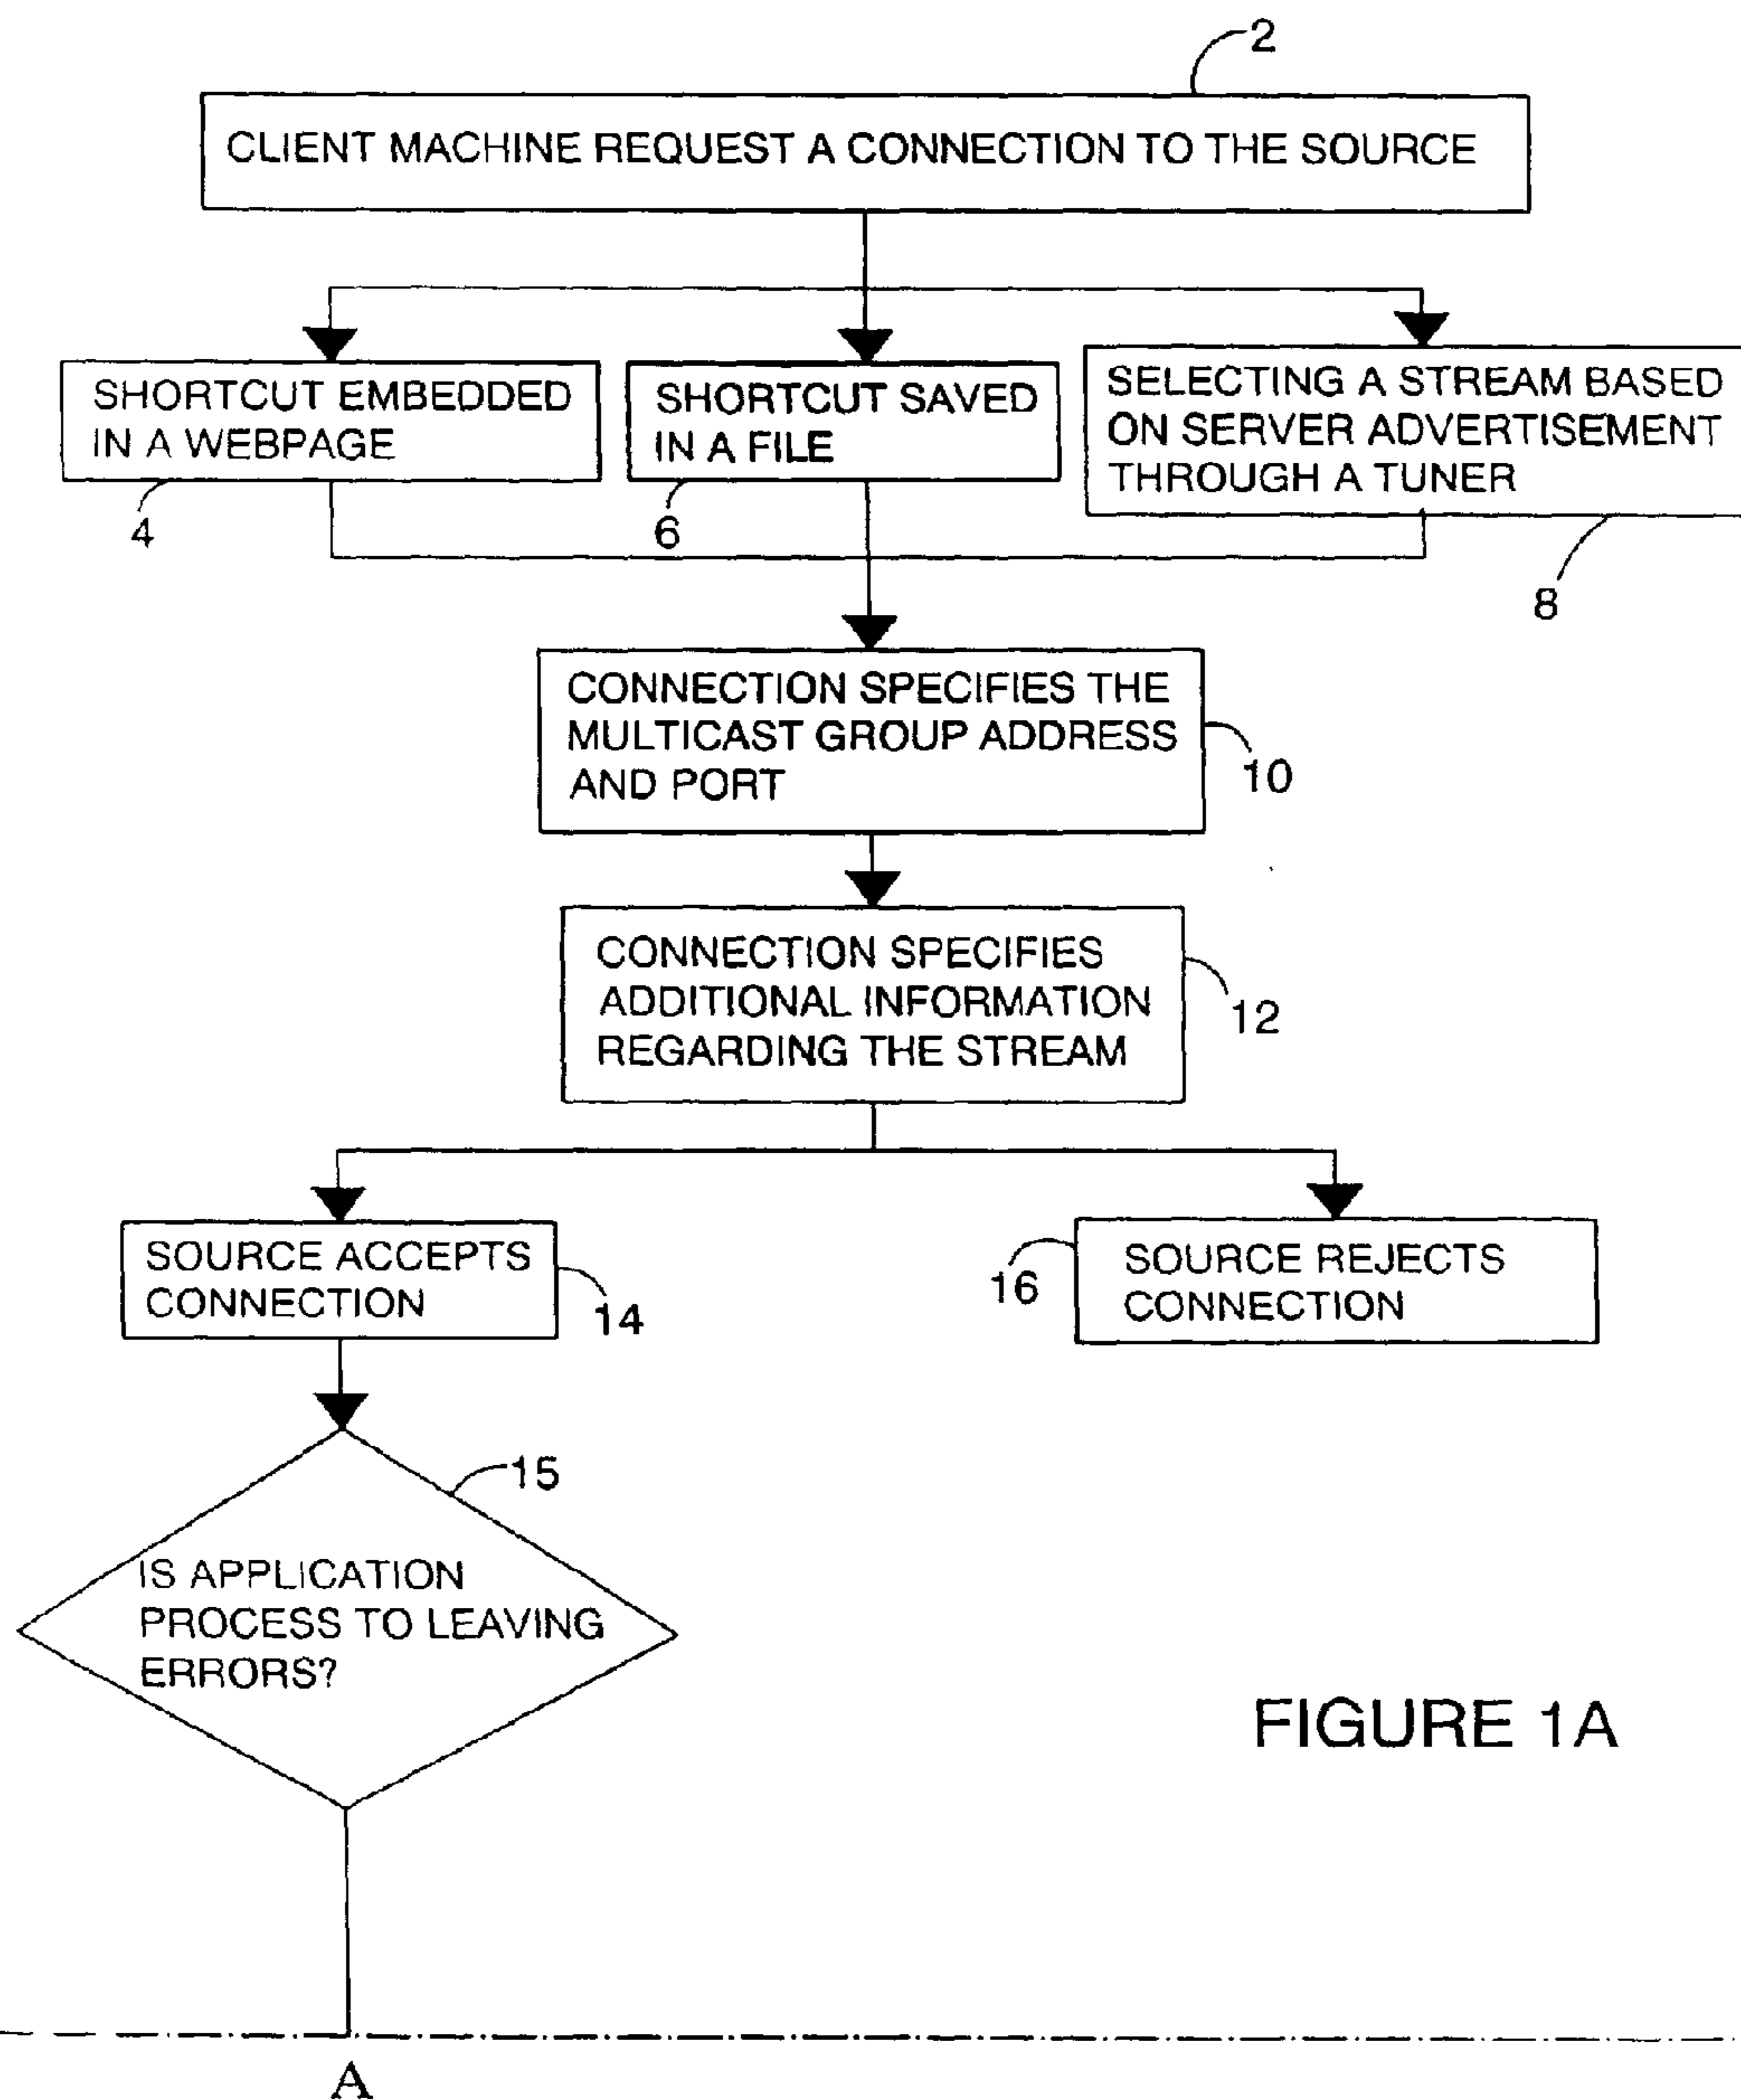 2
CLIENT MACHINE REQUEST A CONNECTION TO THE SOURCE
SHORTCUT EMBEDDED
IN A WEBPAGE
4
SHORTCUT SAVED
IN A FILE
6
SELECTING A STREAM BASED
ON SERVER ADVERTISEMENT
THROUGH A TUNER
8
CONNECTION SPECIFIES THE
MULTICAST GROUP ADDRESS
AND PORT
10
CONNECTION SPECIFIES
ADDITIONAL INFORMATION
REGARDING THE STREAM
12
SOURCE ACCEPTS
CONNECTION
14
16
SOURCE REJECTS
CONNECTION
15
IS APPLICATION
PROCESS TO LEAVING
ERRORS?
FIGURE 1A
A